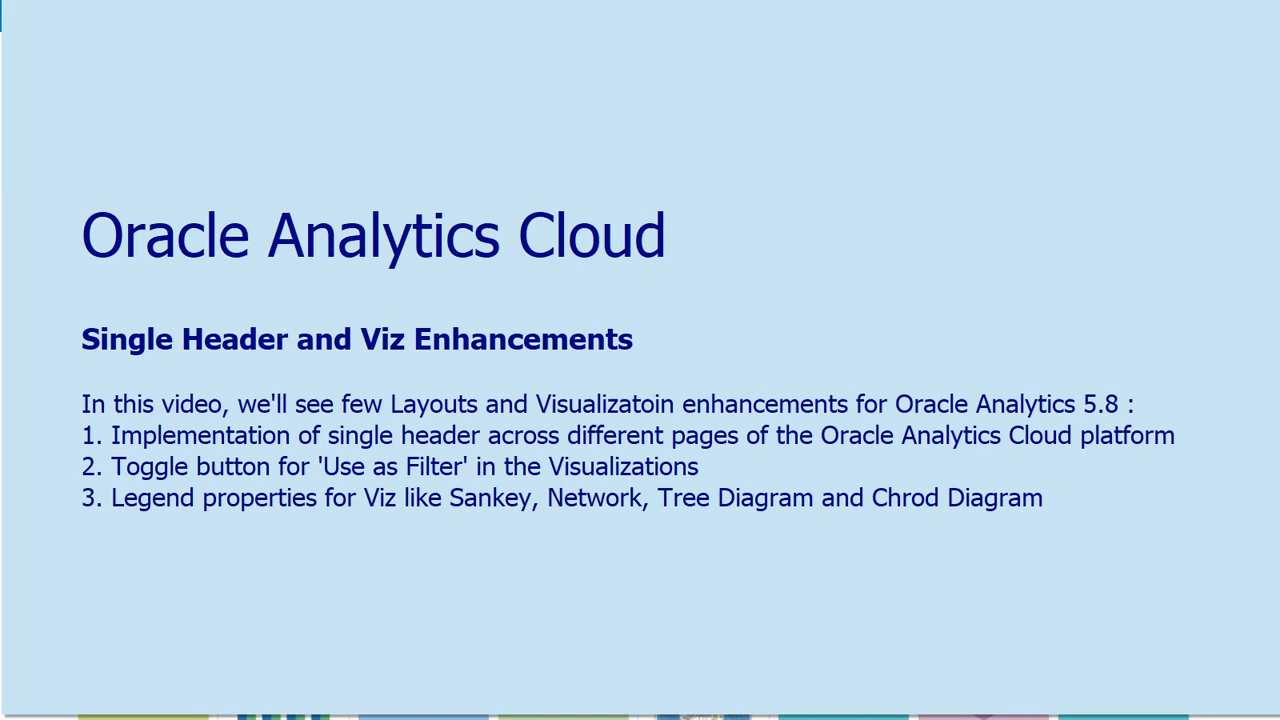 Oracle Analytics Cloud
Single Header and Viz Enhancements
In this video, we'll see few Layouts and Visualizatoin enhancements for Oracle Analytics 5.8 :
1. Implementation of single header across different pages of the Oracle Analytics Cloud platform
2. Toggle button for 'Use as Filter' in the Visualizations
3. Legend properties for Viz like Sankey, Network, Tree Diagram and Chrod Diagram